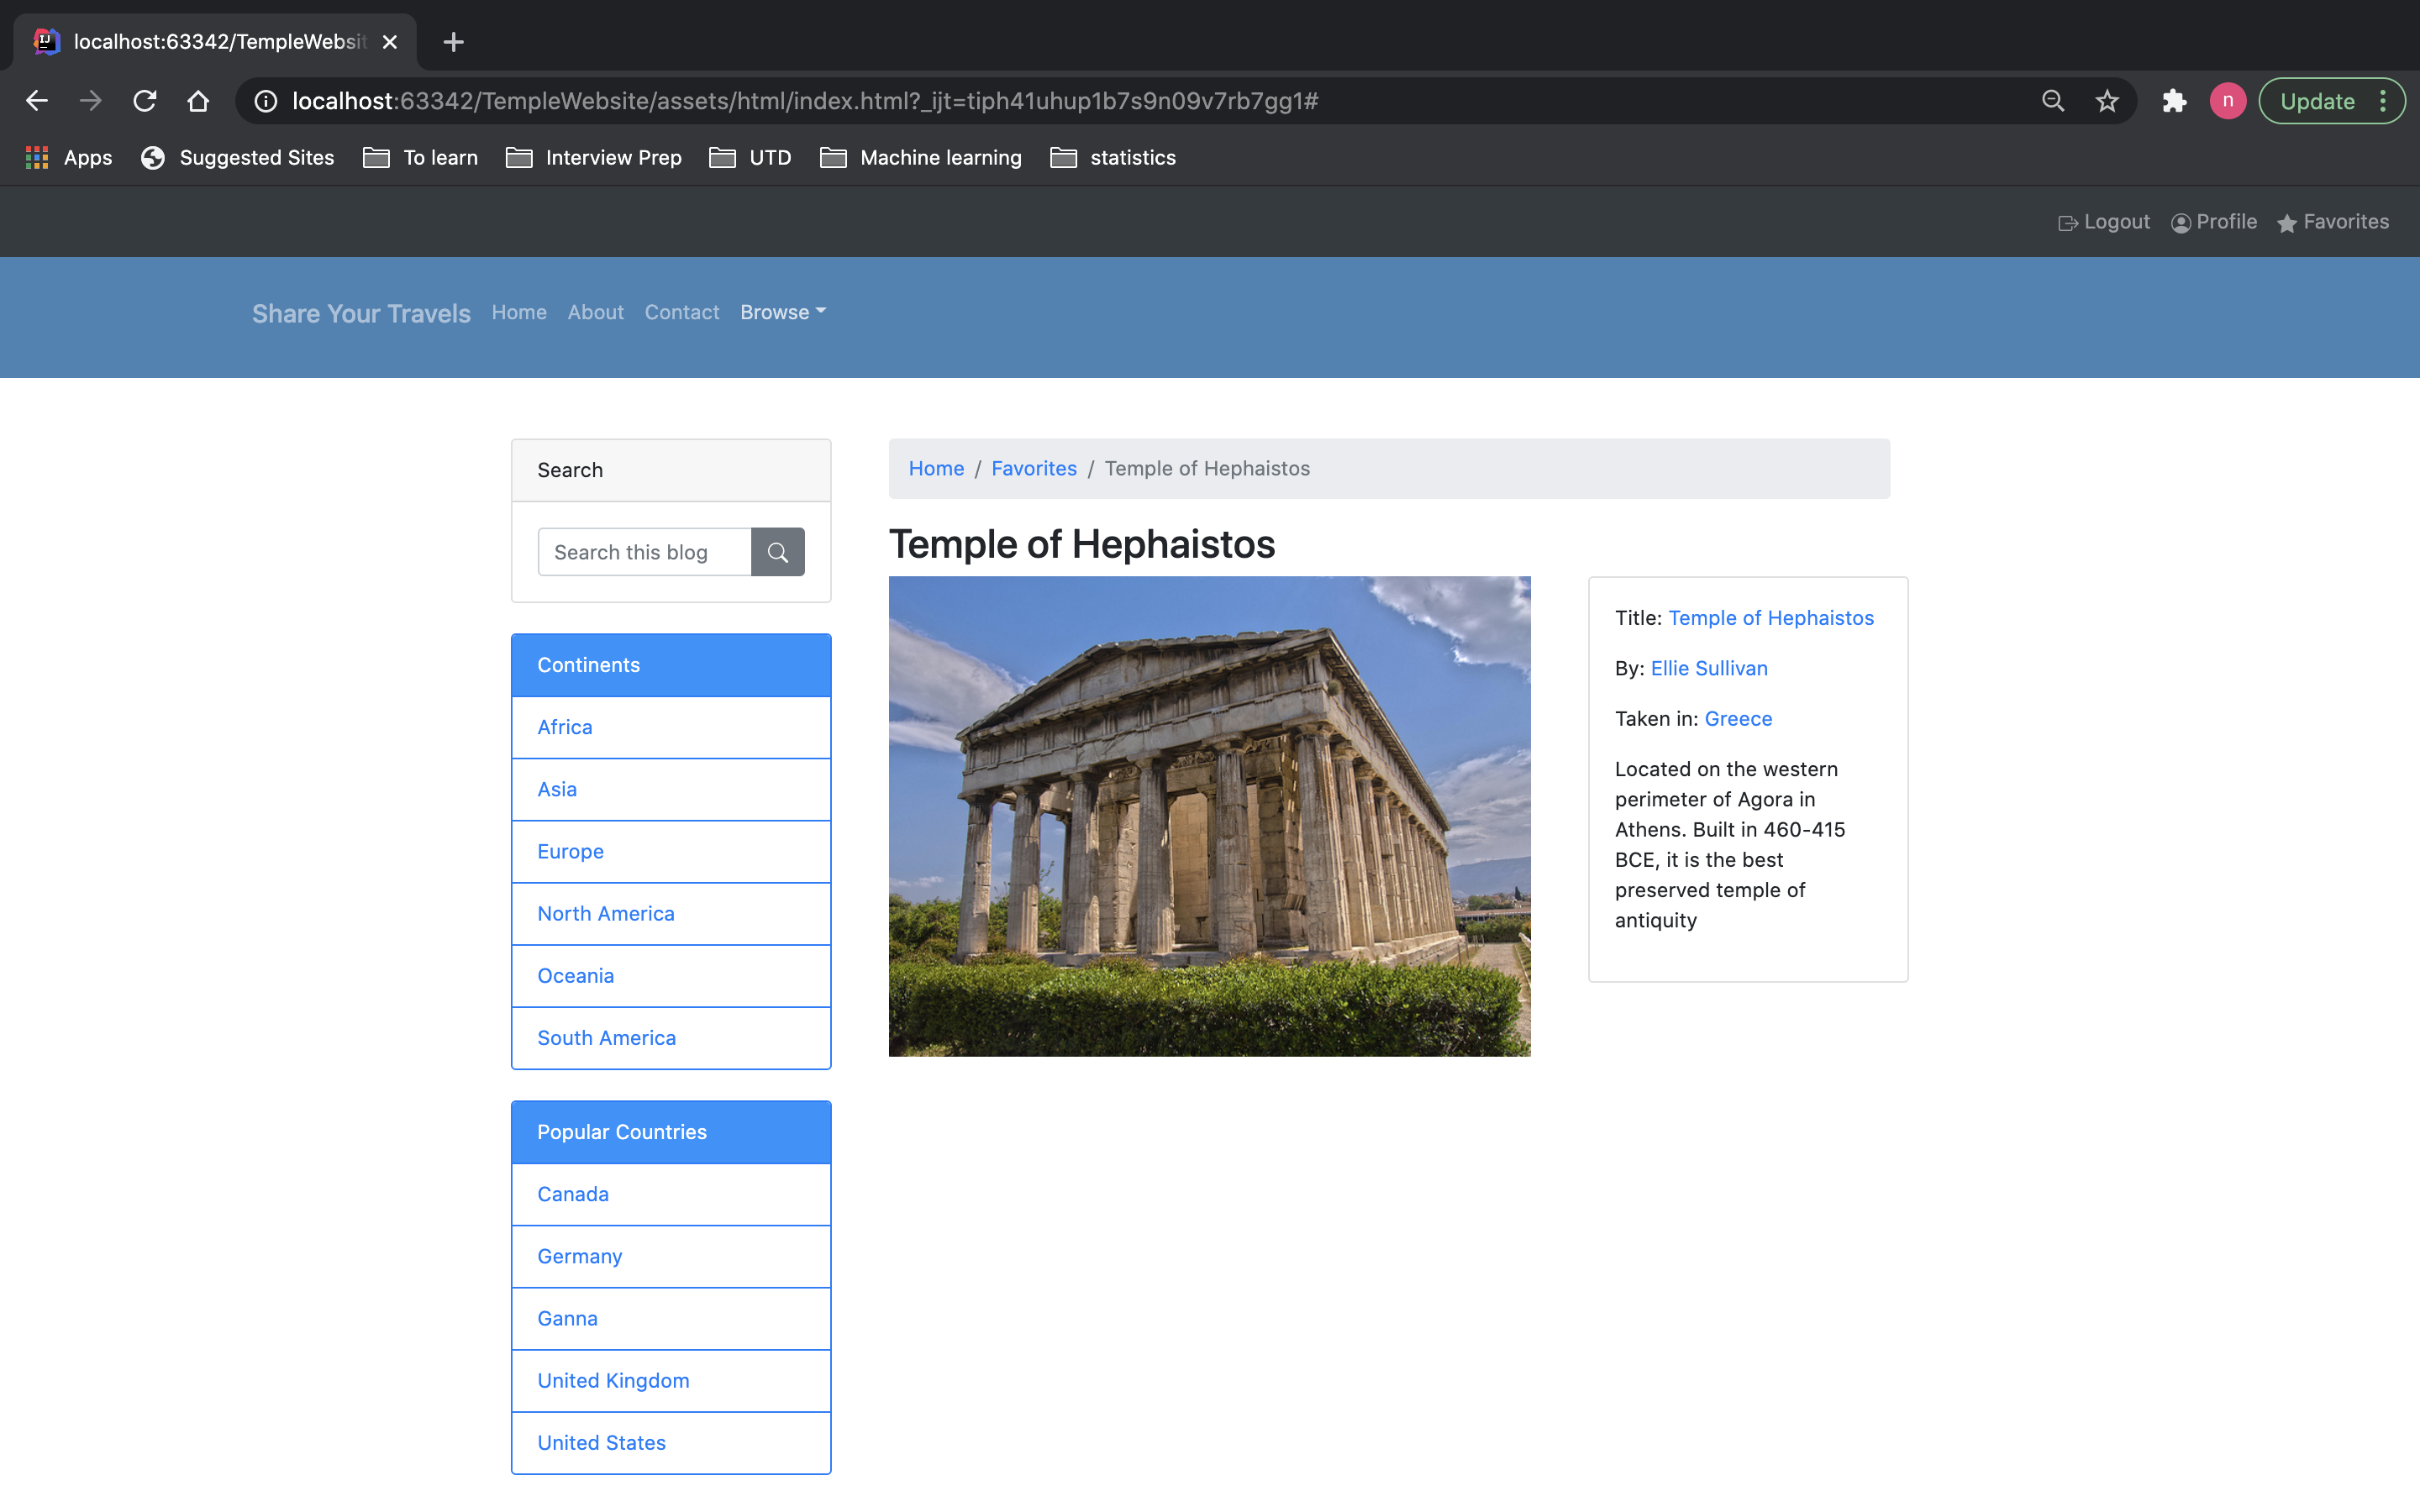 localhost:63342/TempleWebsit
localhost:63342/TempleWebsite/assets/html/index.html?_ijt=tiph41uhup1b7s9n09v7rb7gg1#
n
Update
Apps
Suggested Sites
To learn
Interview Prep
UTD
Machine learning
statistics
Logout
Profile
Favorites
Share Your Travels
Home
About
Contact
Browse
Search
Search this blog
Continents
Africa
Asia
Europe
North America
Oceania
South America
Popular Countries
Canada
Germany
Ganna
United Kingdom
United States
Home / Favorites / Temple of Hephaistos
Temple of Hephaistos
Title: Temple of Hephaistos
By: Ellie Sullivan
Taken in: Greece
Located on the western
perimeter of Agora in
Athens. Built in 460-415
BCE, it is the best
preserved temple of
antiquity